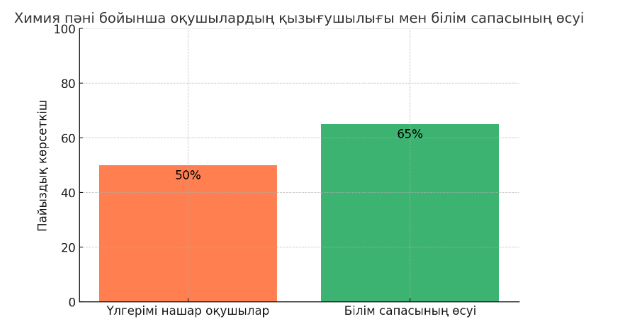 Химия пәні бойынша оқушылардың қызығушылығы мен білім сапасының өсуі
100
80
60
40
20
0
Пайыздық көрсеткіш
50%
65%
Үлгерімі нашар оқушылар
Білім сапасының өсуі